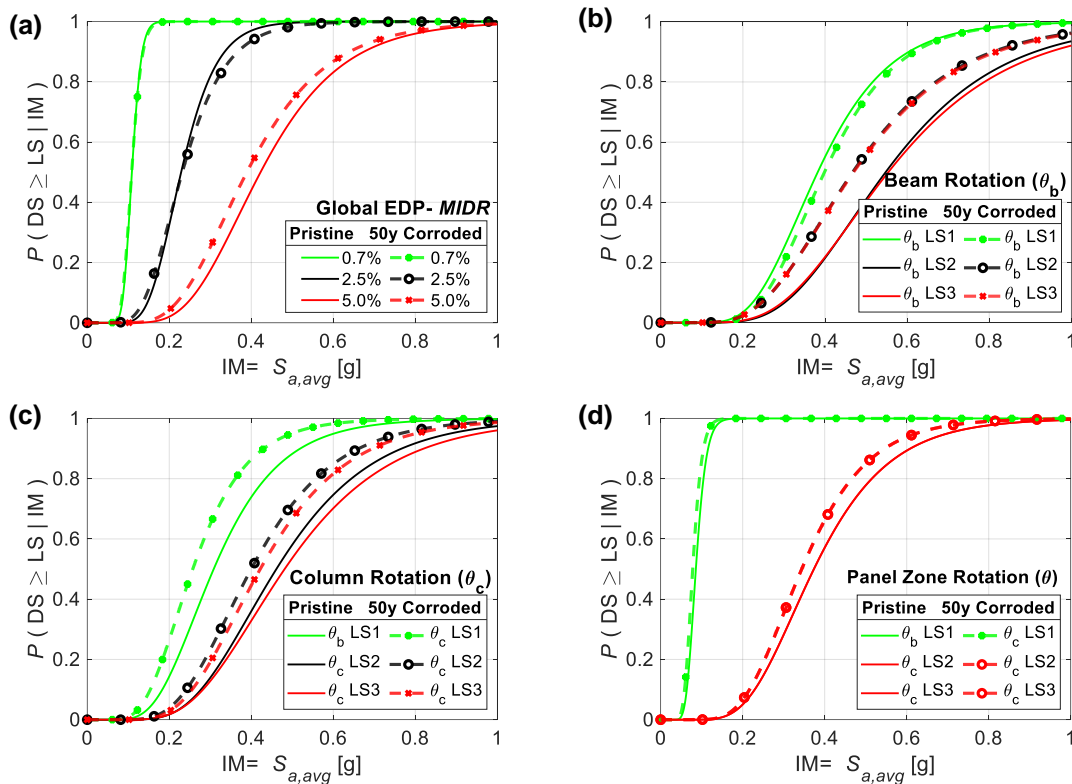 (a)
P ( DS ≥ LS | IM )
1
0.8
0.6
0.4
0.2
0
Global EDP- MIDR
Pristine 50y Corroded
0.7% 0.7%
2.5% 2.5%
5.0% 5.0%
0 0.2 0.4 0.6 0.8 1
IM= S_{a,avg} [g]
(b)
P ( DS ≥ LS | IM )
1
0.8
0.6
0.4
0.2
0
Beam Rotation (θ_b)
Pristine 50y Corroded
θ_b LS1 θ_b LS1
θ_b LS2 θ_b LS2
θ_b LS3 θ_b LS3
0 0.2 0.4 0.6 0.8 1
IM= S_{a,avg} [g]
(c)
P ( DS ≥ LS | IM )
1
0.8
0.6
0.4
0.2
0
Column Rotation (θ_c)
Pristine 50y Corroded
θ_b LS1 θ_c LS1
θ_c LS2 θ_c LS2
θ_c LS3 θ_c LS3
0 0.2 0.4 0.6 0.8 1
IM= S_{a,avg} [g]
(d)
P ( DS ≥ LS | IM )
1
0.8
0.6
0.4
0.2
0
Panel Zone Rotation (θ)
Pristine 50y Corroded
θ_b LS1 θ_c LS1
θ_c LS2 θ_c LS2
θ_c LS3 θ_c LS3
0 0.2 0.4 0.6 0.8 1
IM= S_{a,avg} [g]